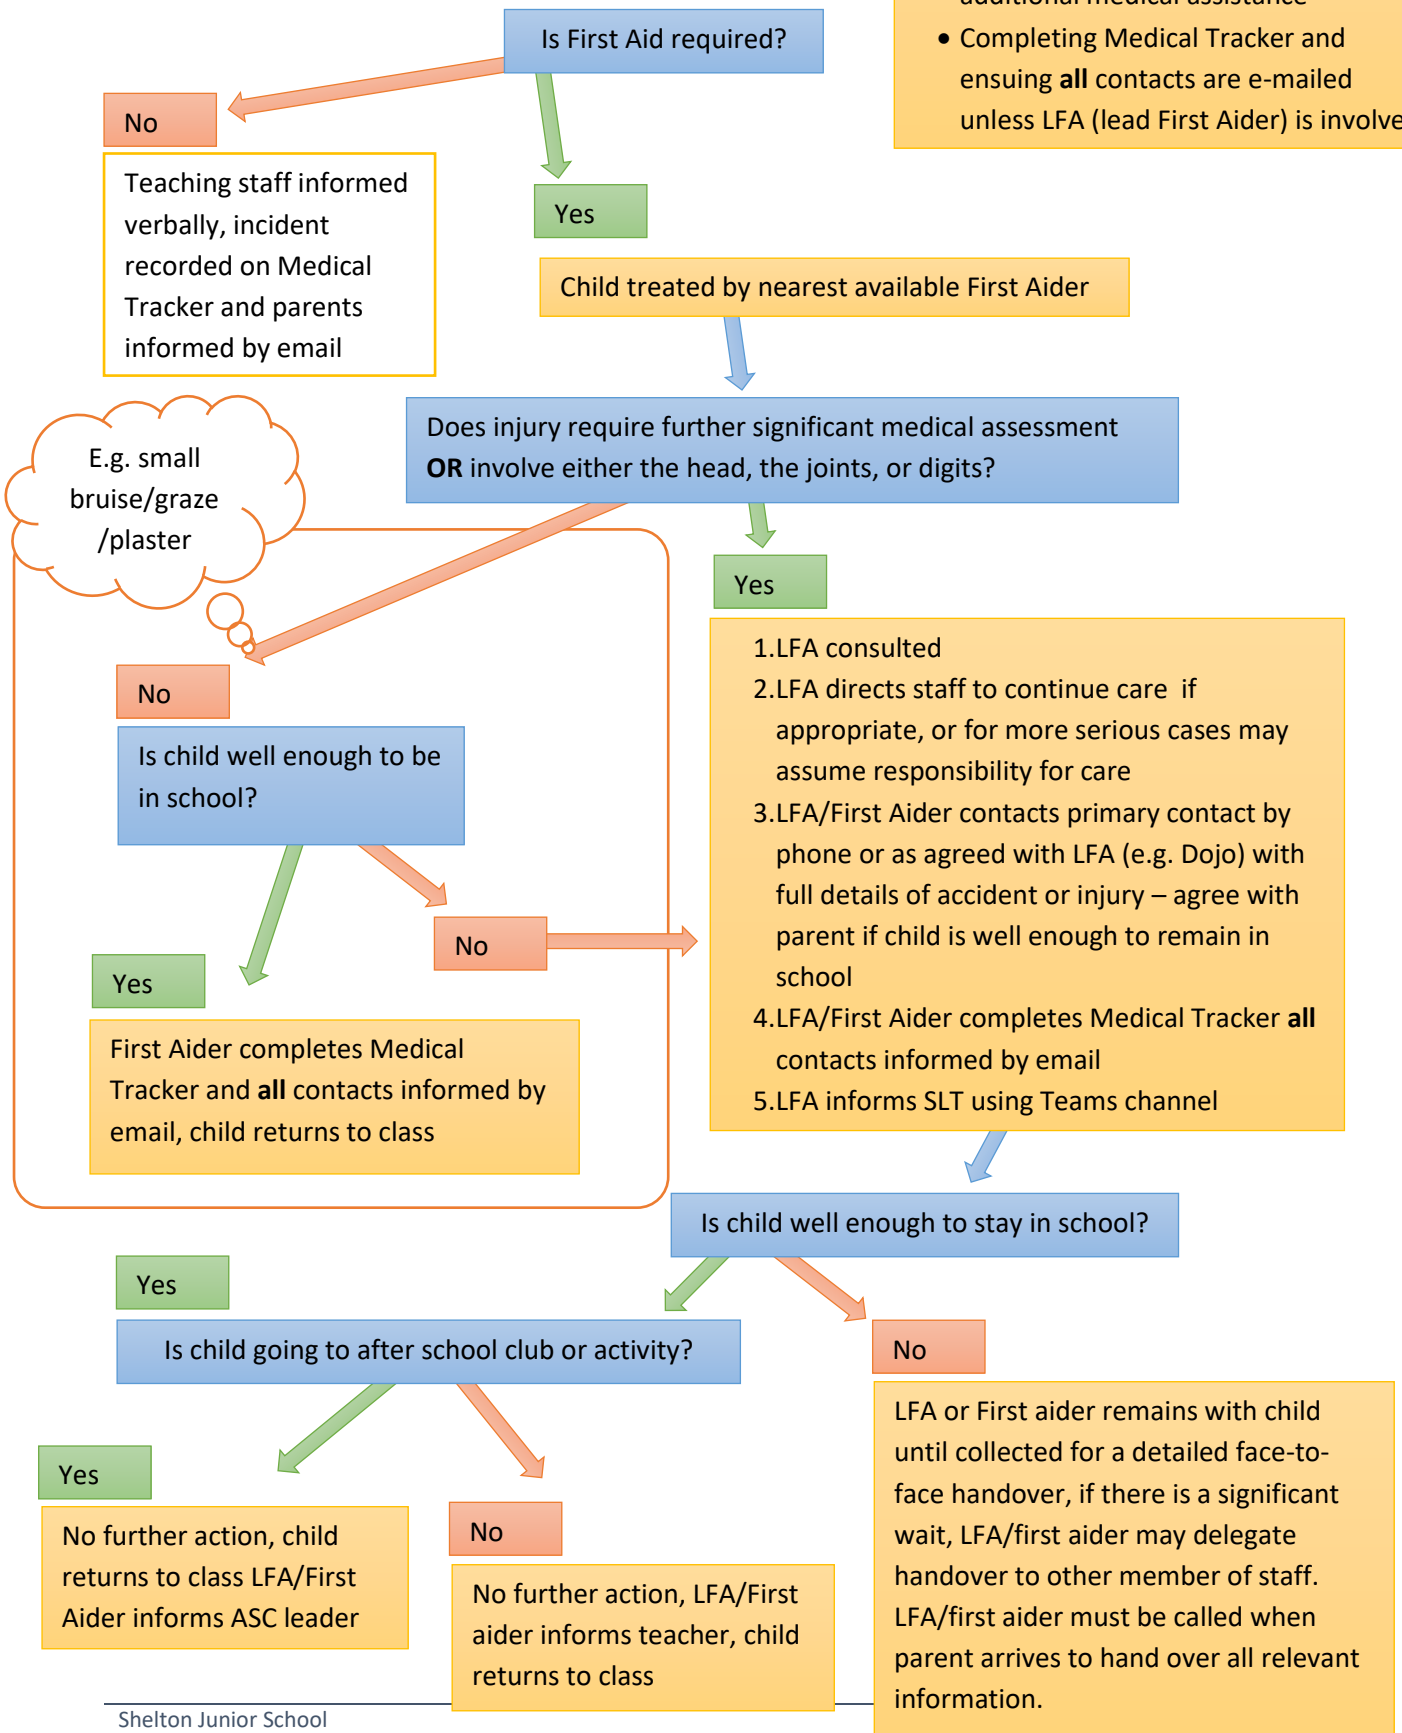 additional medical assistance
• Completing Medical Tracker and
ensuing all contacts are e-mailed
unless LFA (lead First Aider) is involve
Is First Aid required?
No
Teaching staff informed
verbally, incident
recorded on Medical
Tracker and parents
informed by email
Yes
Child treated by nearest available First Aider
Does injury require further significant medical assessment
OR involve either the head, the joints, or digits?
E.g. small
bruise/graze
/plaster
No
Is child well enough to be
in school?
No
Yes
First Aider completes Medical
Tracker and all contacts informed by
email, child returns to class
Yes
1.LFA consulted
2.LFA directs staff to continue care  if
appropriate, or for more serious cases may
assume responsibility for care
3.LFA/First Aider contacts primary contact by
phone or as agreed with LFA (e.g. Dojo) with
full details of accident or injury – agree with
parent if child is well enough to remain in
school
4.LFA/First Aider completes Medical Tracker all
contacts informed by email
5.LFA informs SLT using Teams channel
Is child well enough to stay in school?
Yes
Is child going to after school club or activity?
Yes
No further action, child
returns to class LFA/First
Aider informs ASC leader
No
No further action, LFA/First
aider informs teacher, child
returns to class
No
LFA or First aider remains with child
until collected for a detailed face-to-
face handover, if there is a significant
wait, LFA/first aider may delegate
handover to other member of staff.
LFA/first aider must be called when
parent arrives to hand over all relevant
information.
Shelton Junior School